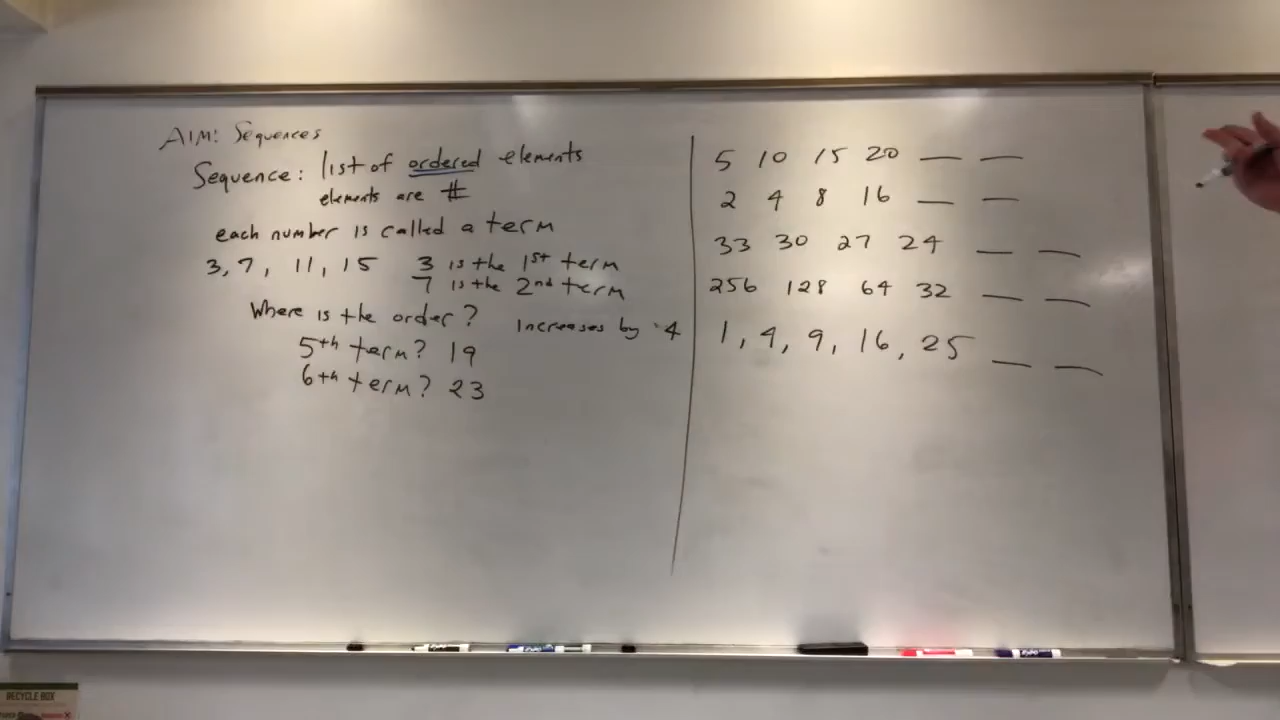 AIM: Sequences
Sequence: list of ordered elements
elements are #
each number is called a term
3, 7, 11, 15 3 is the 1st term
7 is the 2nd term
Where is the order? Increases by 4
5th term? 19
6th term? 23
5 10 15 20 __ __
2 4 8 16 __ __
33 30 27 24 __ __
256 128 64 32 __ __
1, 4, 9, 16, 25 __ __
EXPO
RECYCLE BOX